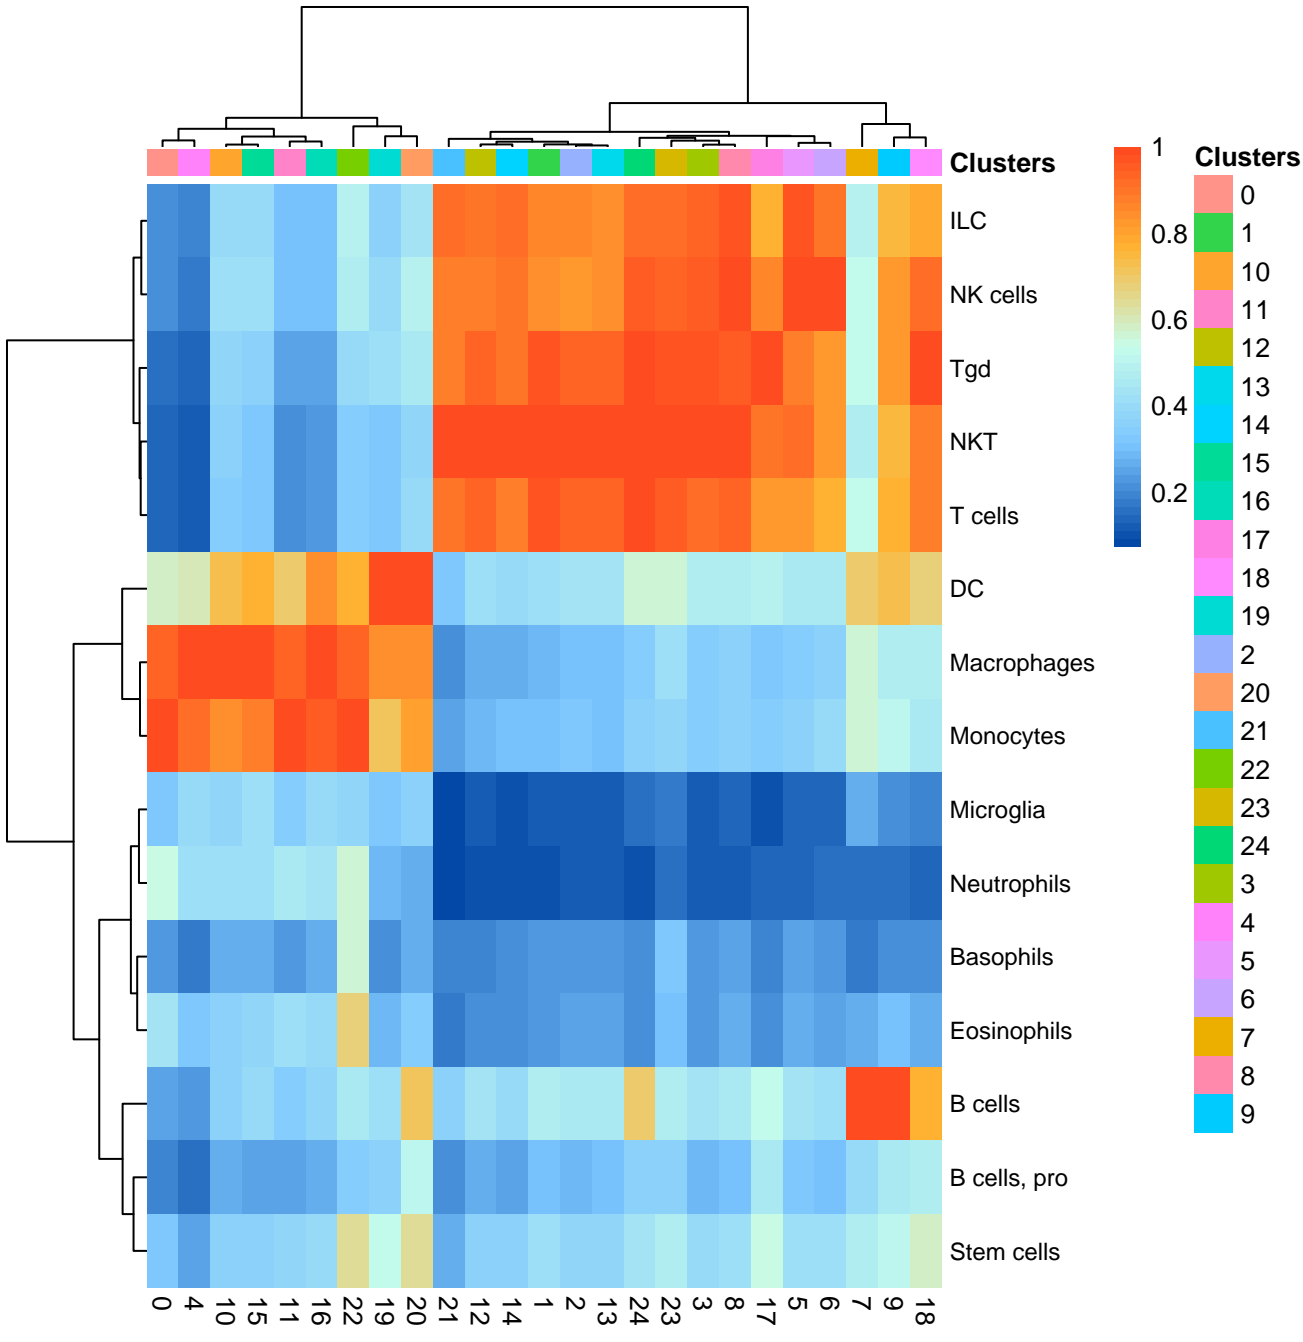 Clusters
ILC
NK cells
Tgd
NKT
T cells
DC
Macrophages
Monocytes
Microglia
Neutrophils
Basophils
Eosinophils
B cells
B cells, pro
Stem cells
0 4 10 15 11 16 22 19 20 21 12 14 1 2 13 24 23 3 8 17 5 6 7 9 18
1
0.8
0.6
0.4
0.2
Clusters
0
1
10
11
12
13
14
15
16
17
18
19
2
20
21
22
23
24
3
4
5
6
7
8
9